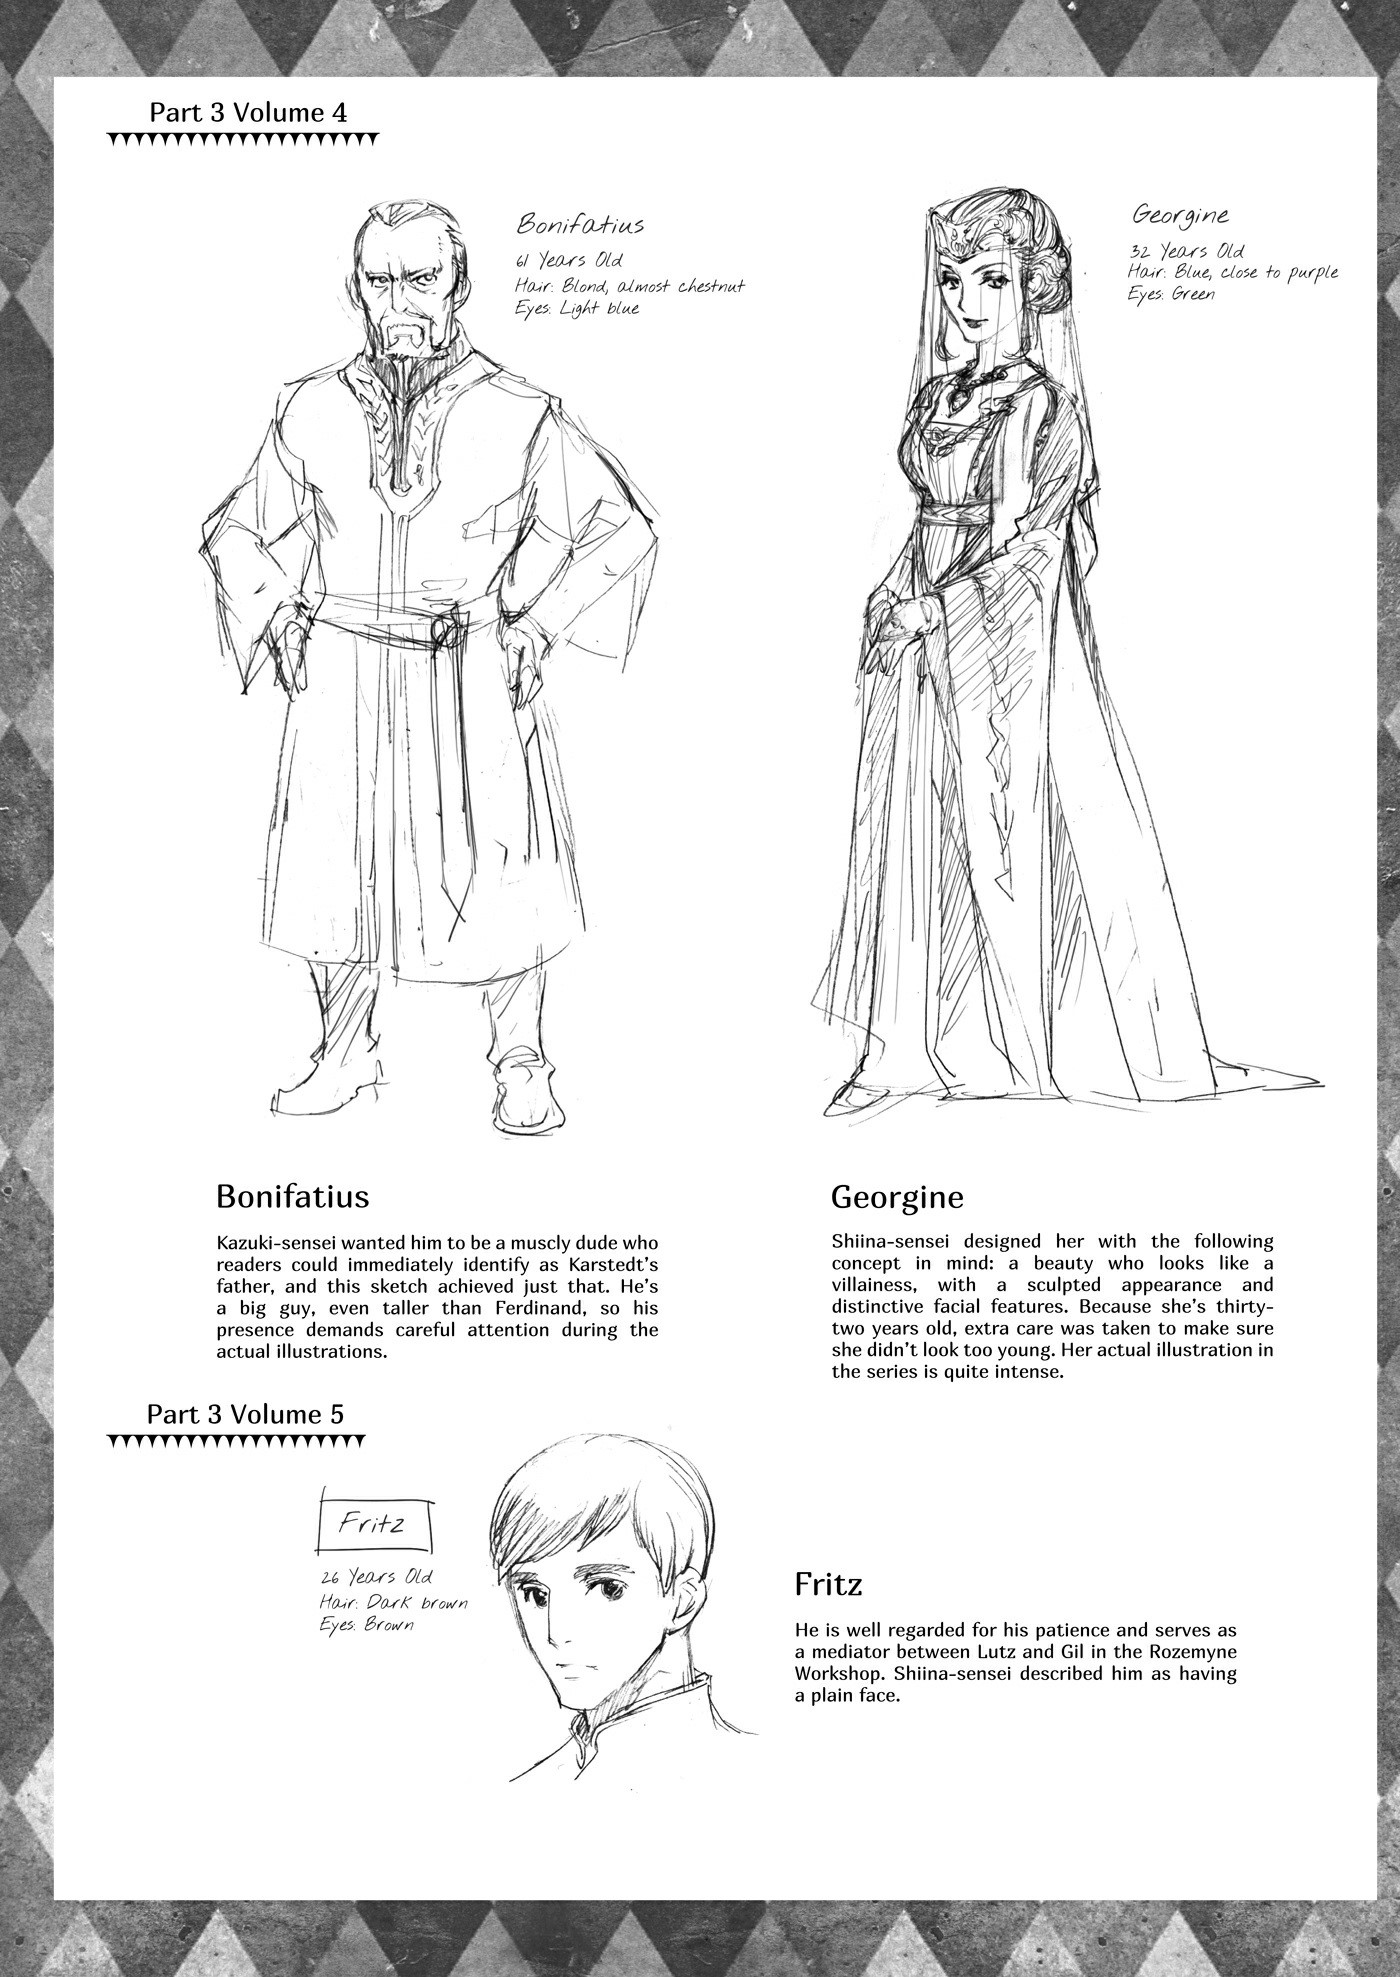 Part 3 Volume 4
Bonifatius
61 Years Old
Hair: Blond, almost chestnut
Eyes: Light blue
Georgine
32 Years Old
Hair: Blue, close to purple
Eyes: Green
Bonifatius
Kazuki-sensei wanted him to be a muscly dude who
readers could immediately identify as Karstedt's
father, and this sketch achieved just that. He's
a big guy, even taller than Ferdinand, so his
presence demands careful attention during the
actual illustrations.
Georgine
Shiina-sensei designed her with the following
concept in mind: a beauty who looks like a
villainess, with a sculpted appearance and
distinctive facial features. Because she's thirty-
two years old, extra care was taken to make sure
she didn't look too young. Her actual illustration in
the series is quite intense.
Part 3 Volume 5
Fritz
26 Years Old
Hair: Dark brown
Eyes: Brown
Fritz
He is well regarded for his patience and serves as
a mediator between Lutz and Gil in the Rozemyne
Workshop. Shiina-sensei described him as having
a plain face.